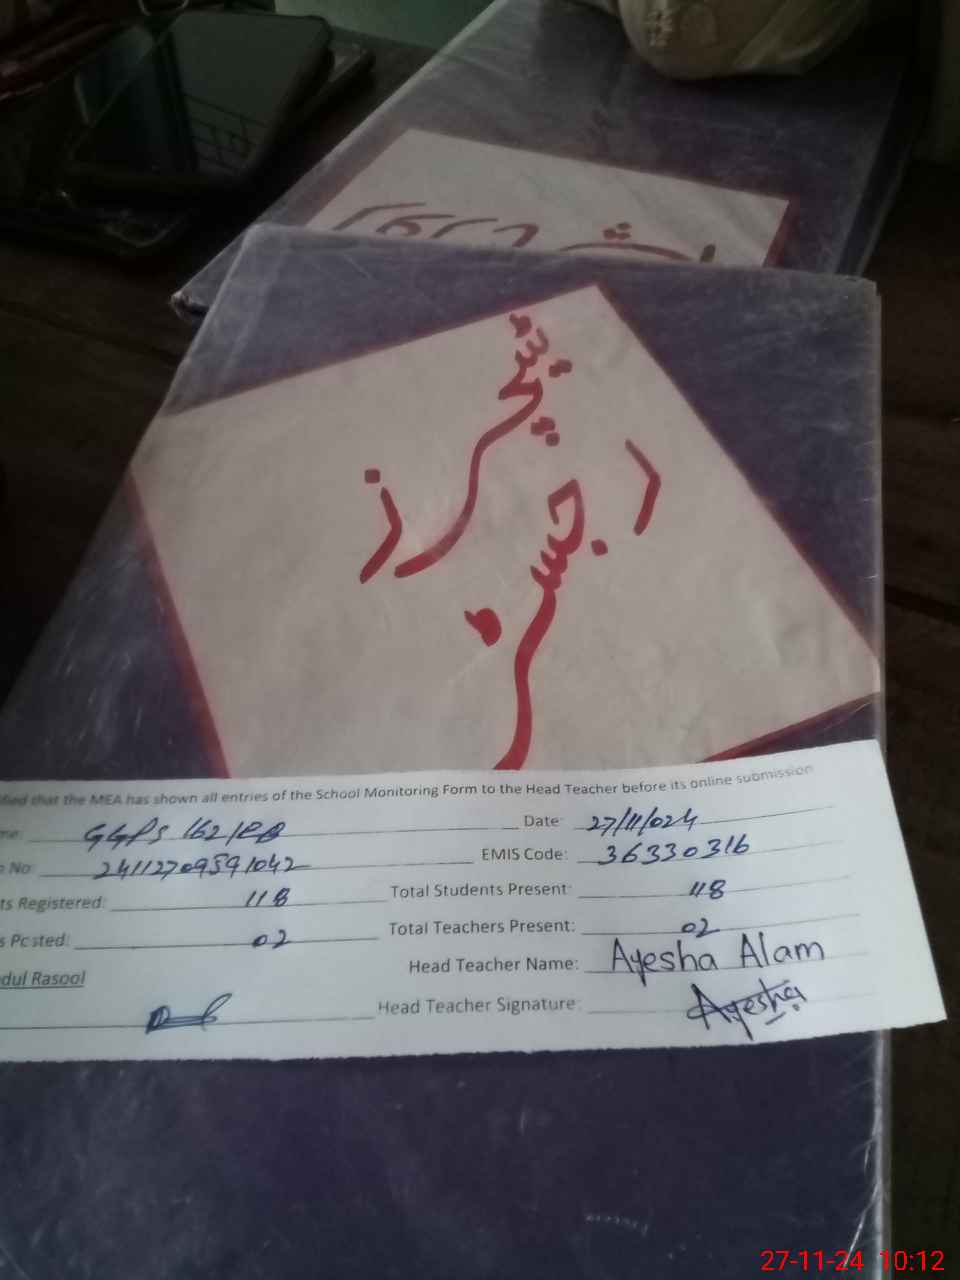 ٹیچرز
رجسٹر
ified that the MEA has shown all entries of the School Monitoring Form to the Head Teacher before its online submission
me GGPS 162/PB Date: 27/11/024
No: 24112709591042 EMIS Code: 36330316
ts Registered: 118 Total Students Present: 118
s Posted: 02 Total Teachers Present: 02
dul Rasool Head Teacher Name: Ayesha Alam
Head Teacher Signature: Ayesha
27-11-24 10:12